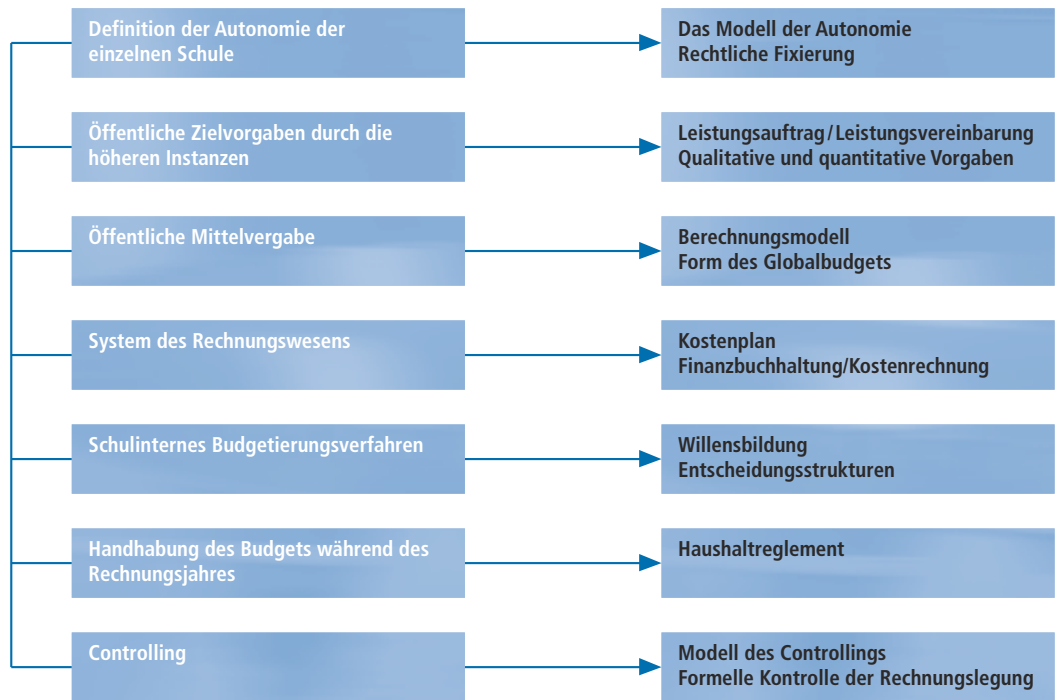 Definition der Autonomie der
einzelnen Schule
Das Modell der Autonomie
Rechtliche Fixierung
Öffentliche Zielvorgaben durch die
höheren Instanzen
Leistungsauftrag/Leistungsvereinbarung
Qualitative und quantitative Vorgaben
Öffentliche Mittelvergabe
Berechnungsmodell
Form des Globalbudgets
System des Rechnungswesens
Kostenplan
Finanzbuchhaltung/Kostenrechnung
Schulinternes Budgetierungsverfahren
Willensbildung
Entscheidungsstrukturen
Handhabung des Budgets während des
Rechnungsjahres
Haushaltreglement
Controlling
Modell des Controllings
Formelle Kontrolle der Rechnungslegung